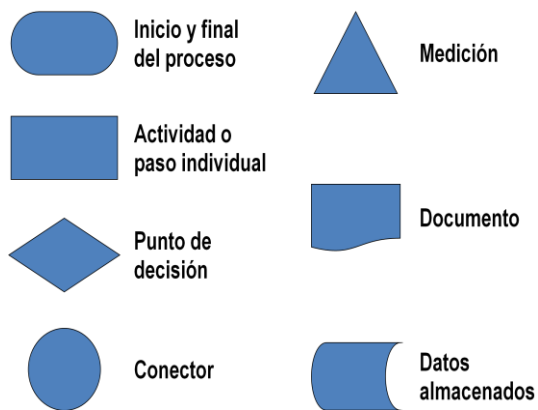 Inicio y final
del proceso
Actividad o
paso individual
Punto de
decisión
Conector
Medición
Documento
Datos
almacenados